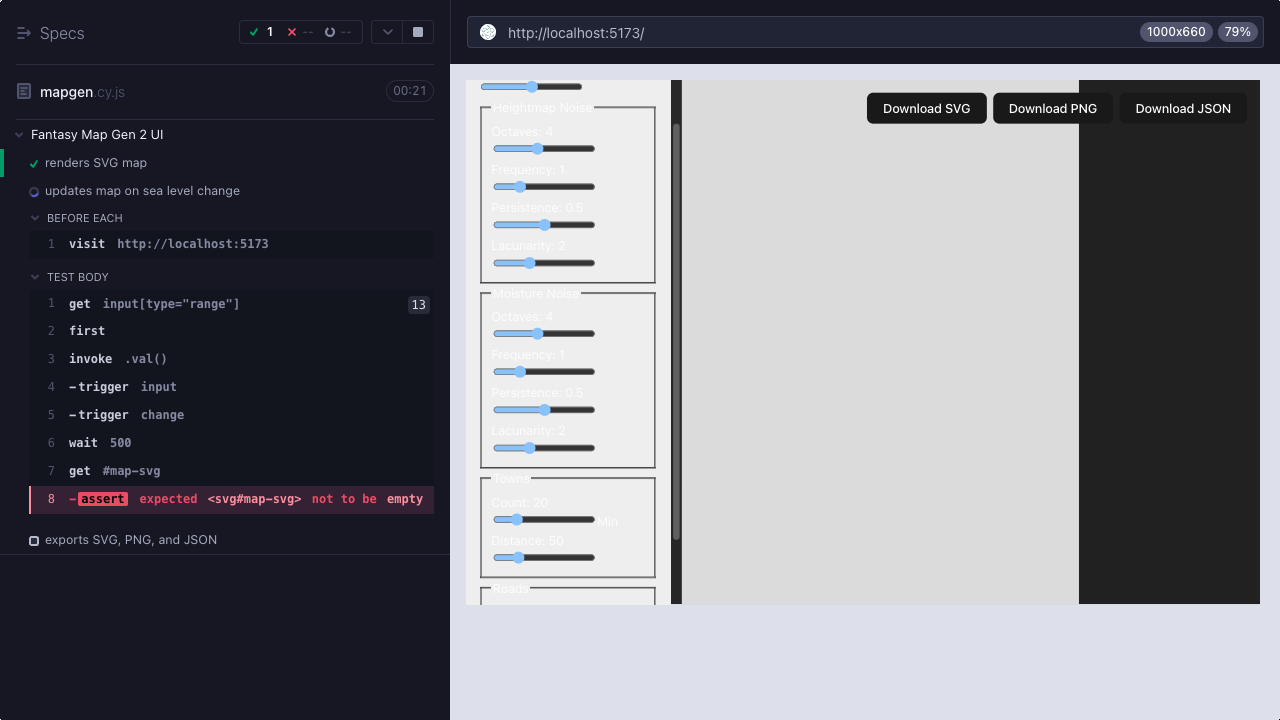 Specs
1
--
--
mapgen.cy.js
00:21
Fantasy Map Gen 2 UI
renders SVG map
updates map on sea level change
BEFORE EACH
1 visit http://localhost:5173
TEST BODY
1 get input[type="range"] 13
2 first
3 invoke .val()
4 -trigger input
5 -trigger change
6 wait 500
7 get #map-svg
8 -assert expected <svg#map-svg> not to be empty
exports SVG, PNG, and JSON
http://localhost:5173/
1000x660
79%
Download SVG
Download PNG
Download JSON
Heightmap Noise
Octaves: 4
Frequency: 1
Persistence: 0.5
Lacunarity: 2
Moisture Noise
Octaves: 4
Frequency: 1
Persistence: 0.5
Lacunarity: 2
Towns
Count: 20
Min
Distance: 50
Roads